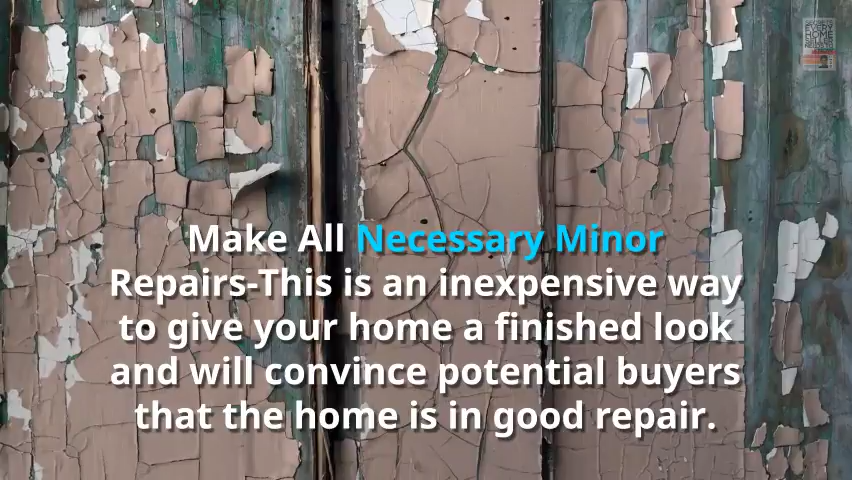 Make All Necessary Minor
Repairs-This is an inexpensive way
to give your home a finished look
and will convince potential buyers
that the home is in good repair.